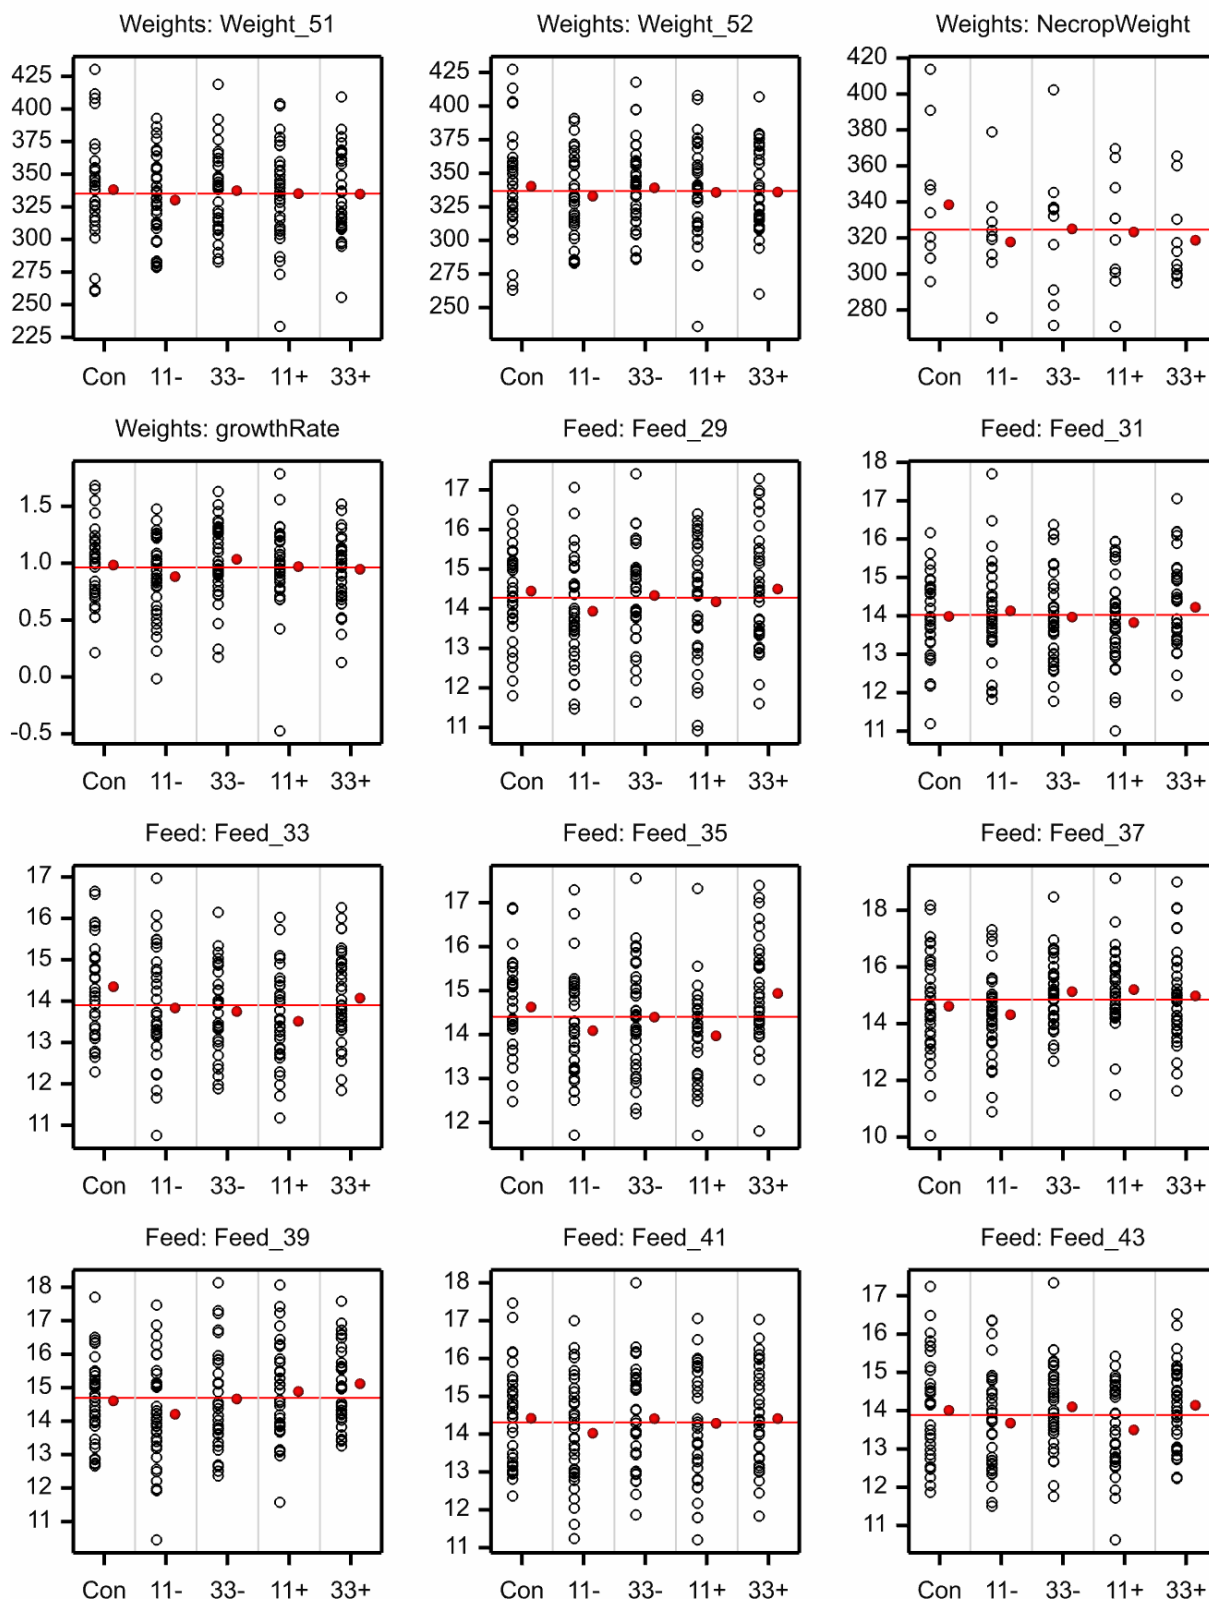 Weights: Weight_51 Weights: Weight_52 Weights: NecropWeight
425 400 375 350 325 300 275 250 225
425 400 375 350 325 300 275 250
420 400 380 360 340 320 300 280
Con 11- 33- 11+ 33+ Con 11- 33- 11+ 33+ Con 11- 33- 11+ 33+
Weights: growthRate Feed: Feed_29 Feed: Feed_31
1.5 1.0 0.5 0.0 -0.5
17 16 15 14 13 12 11
18 17 16 15 14 13 12 11
Con 11- 33- 11+ 33+ Con 11- 33- 11+ 33+ Con 11- 33- 11+ 33+
Feed: Feed_33 Feed: Feed_35 Feed: Feed_37
17 16 15 14 13 12 11
17 16 15 14 13 12
18 16 14 12 10
Con 11- 33- 11+ 33+ Con 11- 33- 11+ 33+ Con 11- 33- 11+ 33+
Feed: Feed_39 Feed: Feed_41 Feed: Feed_43
18 17 16 15 14 13 12 11
18 17 16 15 14 13 12 11
17 16 15 14 13 12 11
Con 11- 33- 11+ 33+ Con 11- 33- 11+ 33+ Con 11- 33- 11+ 33+